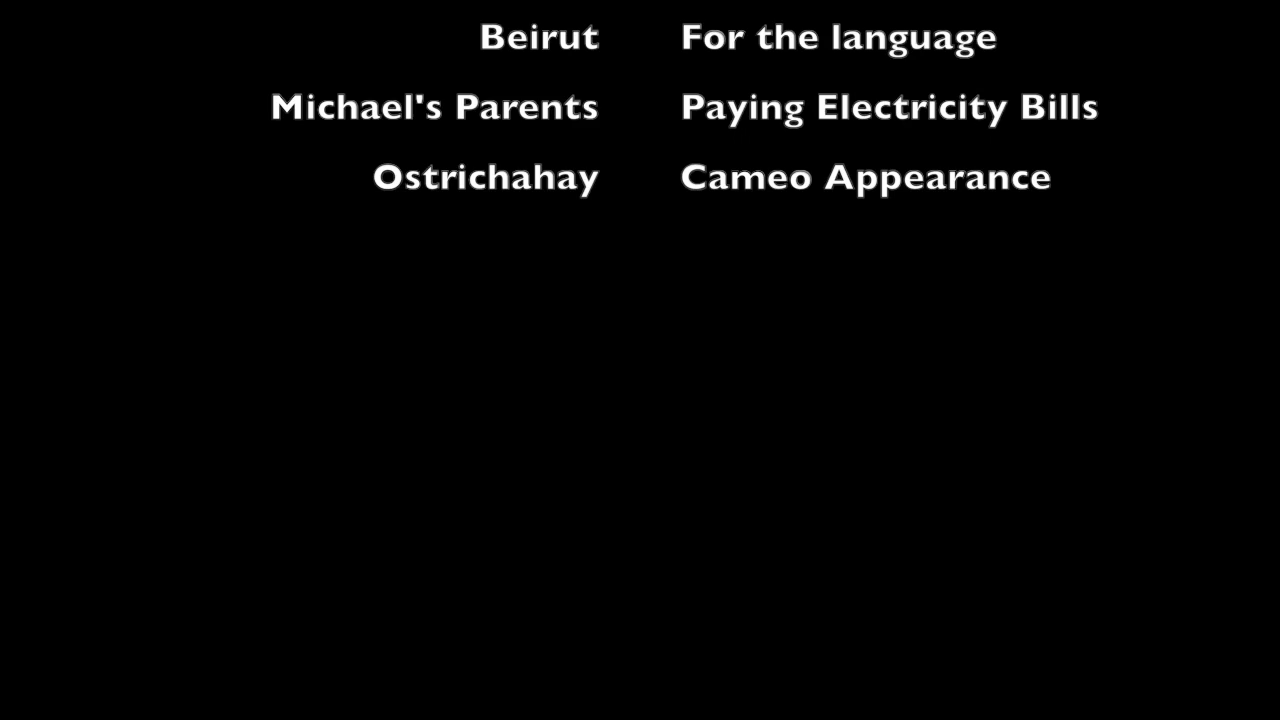 Beirut For the language
Michael's Parents Paying Electricity Bills
Ostrichahay Cameo Appearance